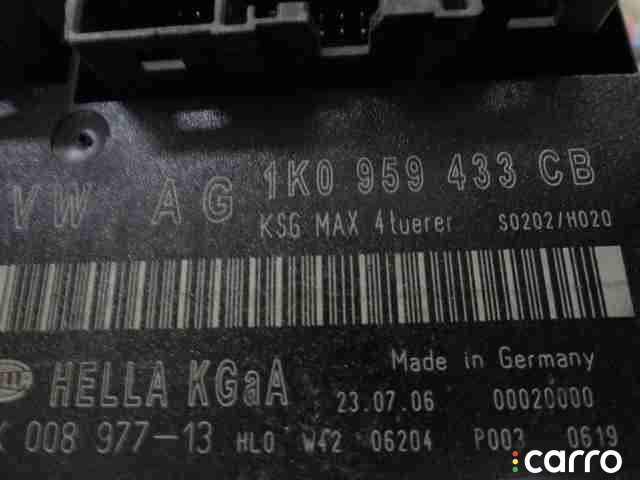 VW AG 1K0 959 433 CB
KSG MAX 4tuerer S0202/H020
Made in Germany
HELLA KGaA
23.07.06 00020000
K 008 977-13 HL0 W42 06204 P003 0619
carro